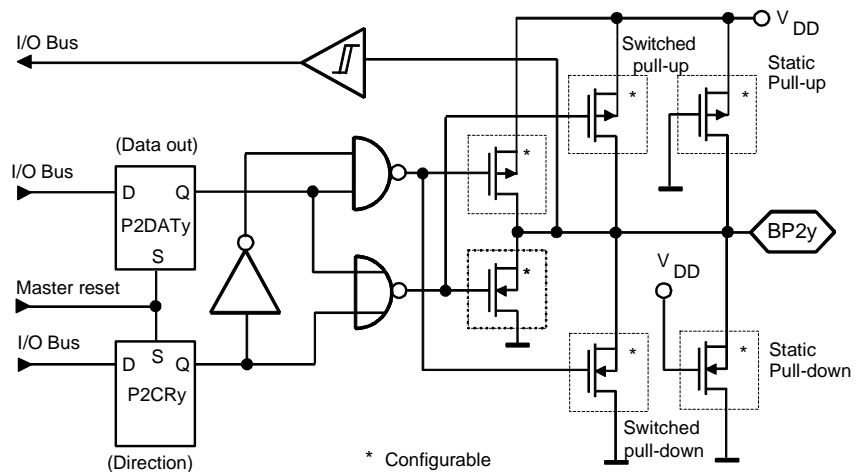 I/O Bus
V DD
Switched
pull-up
*
Static
Pull-up
*
(Data out)
I/O Bus
D
Q
P2DATy
S
*
BP2y
V DD
*
Master reset
I/O Bus
S
D
Q
P2CRy
*
*
Static
Pull-down
Switched
pull-down
(Direction)
* Configurable